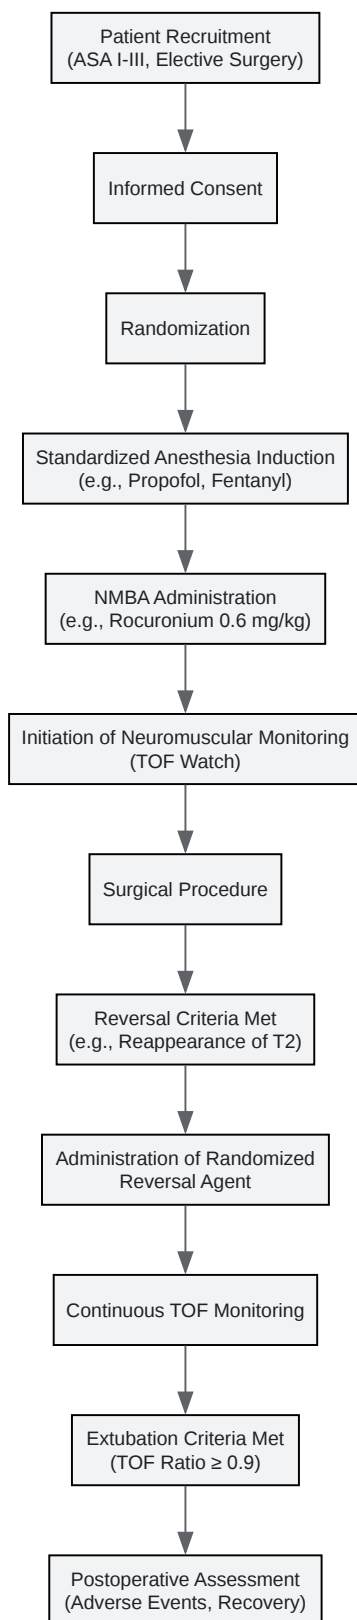 Patient Recruitment
(ASA I-III, Elective Surgery)
Informed Consent
Randomization
Standardized Anesthesia Induction
(e.g., Propofol, Fentanyl)
NMBA Administration
(e.g., Rocuronium 0.6 mg/kg)
Initiation of Neuromuscular Monitoring
(TOF Watch)
Surgical Procedure
Reversal Criteria Met
(e.g., Reappearance of T2)
Administration of Randomized
Reversal Agent
Continuous TOF Monitoring
Extubation Criteria Met
(TOF Ratio ≥ 0.9)
Postoperative Assessment
(Adverse Events, Recovery)